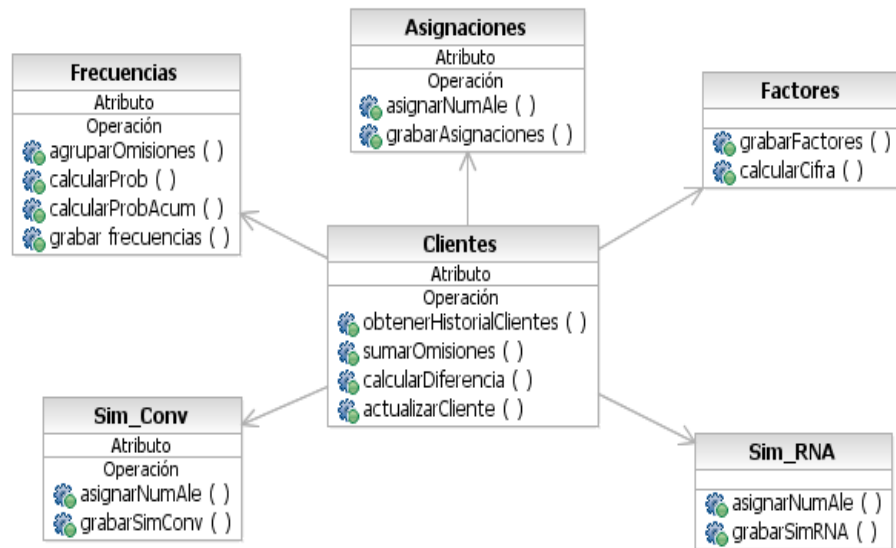 Asignaciones
Atributo
Operación
asignarNumAle ( )
grabarAsignaciones ( )
Frecuencias
Atributo
Operación
agruparOmisiones ( )
calcularProb ( )
calcularProbAcum ( )
grabar frecuencias ( )
Factores
grabarFactores ( )
calcularCifra ( )
Clientes
Atributo
Operación
obtenerHistorialClientes ( )
sumarOmisiones ( )
calcularDiferencia ( )
actualizarCliente ( )
Sim_Conv
Atributo
Operación
asignarNumAle ( )
grabarSimConv ( )
Sim_RNA
asignarNumAle ( )
grabarSimRNA ( )